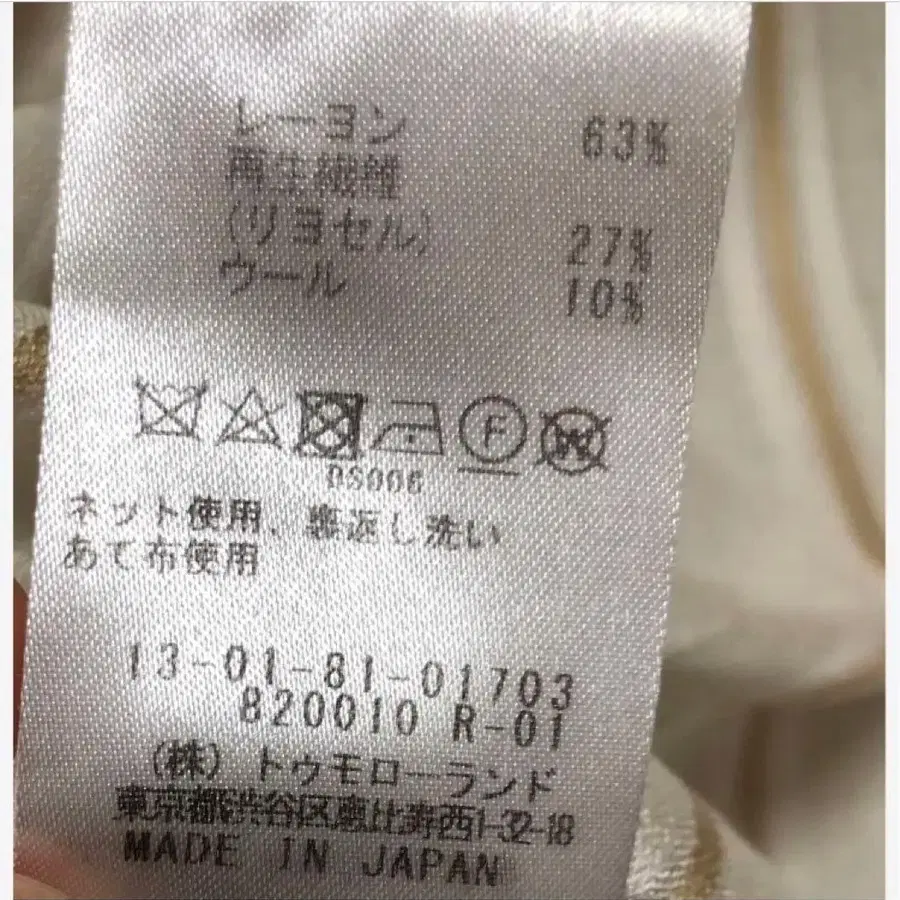 レーヨン 63%
再生繊維
(リヨセル) 27%
ウール 10%
F W
DS006
ネット使用、裏返し洗い
あて布使用
13-01-81-01703
820010 R-01
(株) トゥモローランド
東京都渋谷区恵比寿西1-32-18
MADE IN JAPAN